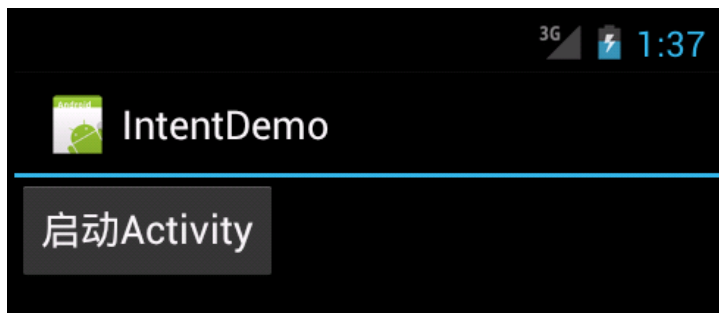 3G 1:37
Android
IntentDemo
启动Activity